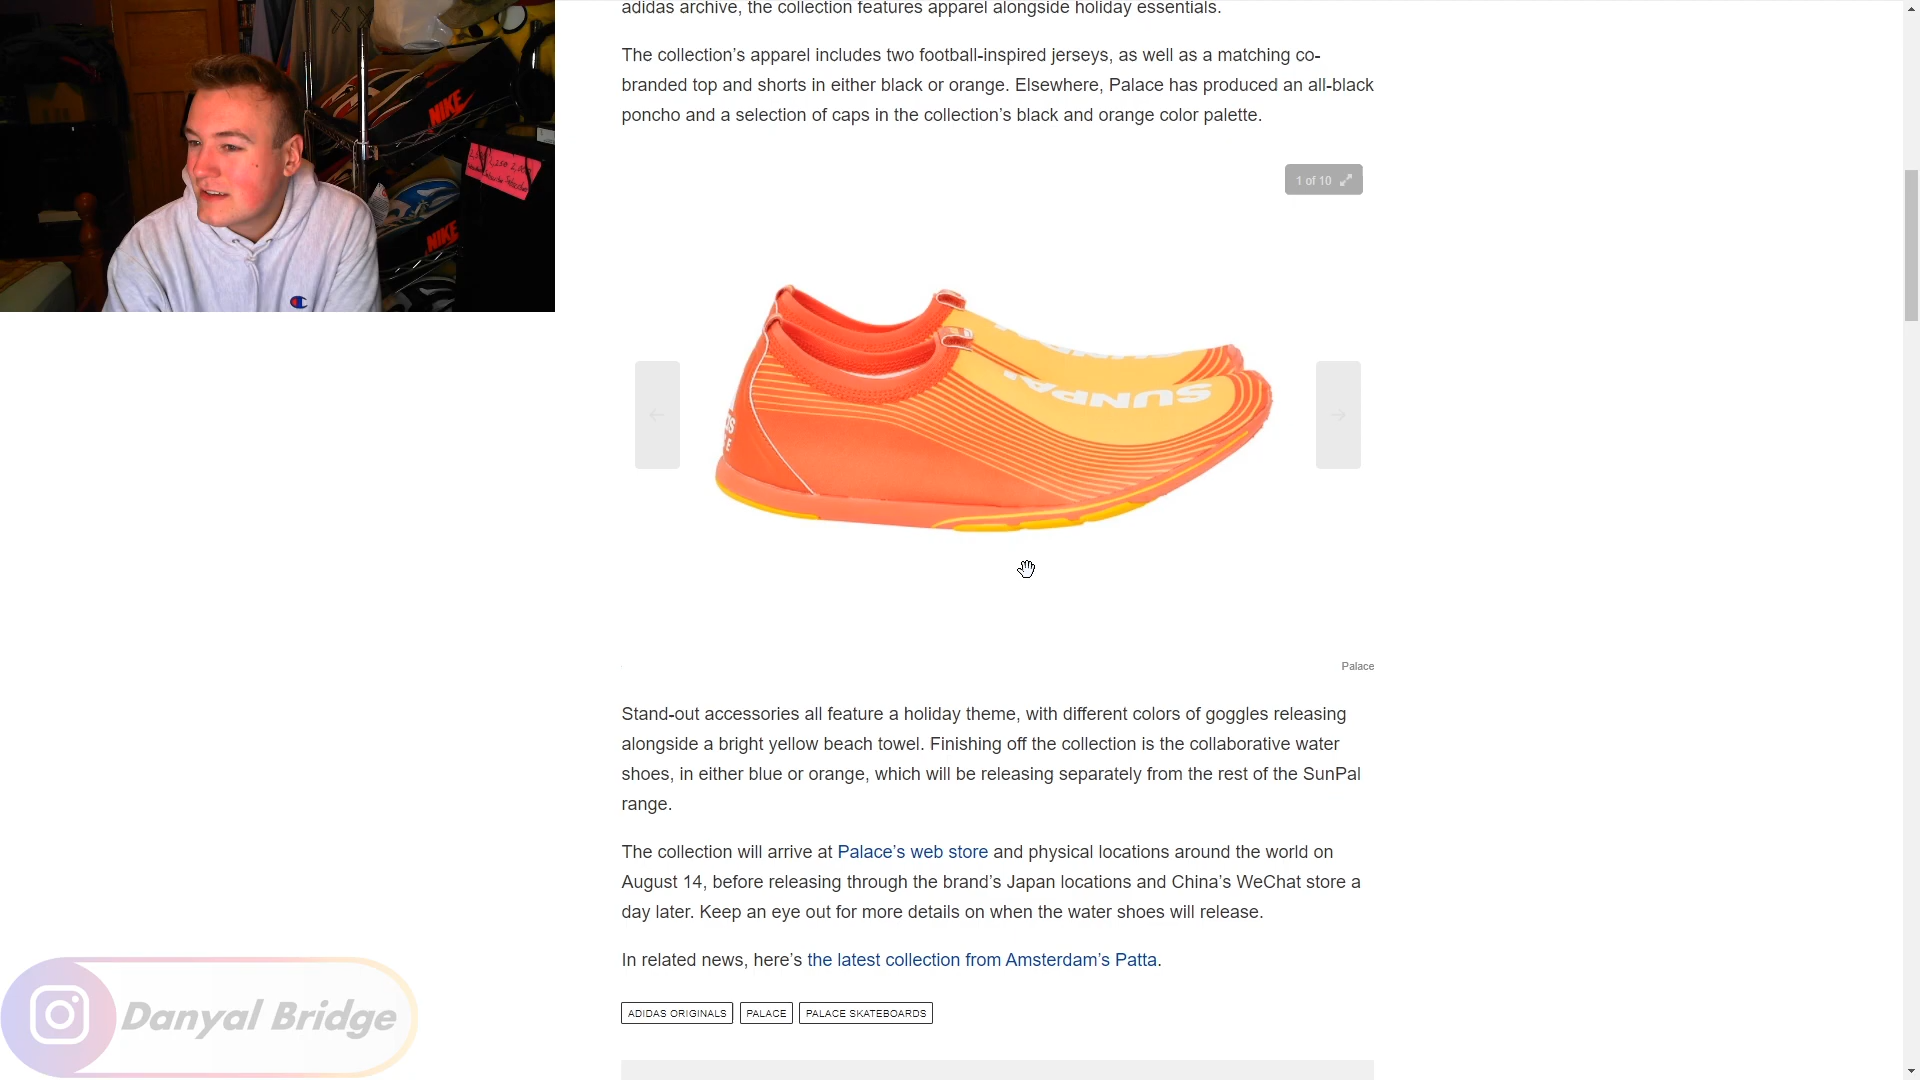 adidas archive, the collection features apparel alongside holiday essentials.
The collection’s apparel includes two football-inspired jerseys, as well as a matching co-
branded top and shorts in either black or orange. Elsewhere, Palace has produced an all-black
poncho and a selection of caps in the collection’s black and orange color palette.
NIKE
NIKE
1 of 10
SUNPAL
Palace
Stand-out accessories all feature a holiday theme, with different colors of goggles releasing
alongside a bright yellow beach towel. Finishing off the collection is the collaborative water
shoes, in either blue or orange, which will be releasing separately from the rest of the SunPal
range.
The collection will arrive at Palace’s web store and physical locations around the world on
August 14, before releasing through the brand’s Japan locations and China’s WeChat store a
day later. Keep an eye out for more details on when the water shoes will release.
In related news, here’s the latest collection from Amsterdam’s Patta.
Danyal Bridge
ADIDAS ORIGINALS
PALACE
PALACE SKATEBOARDS